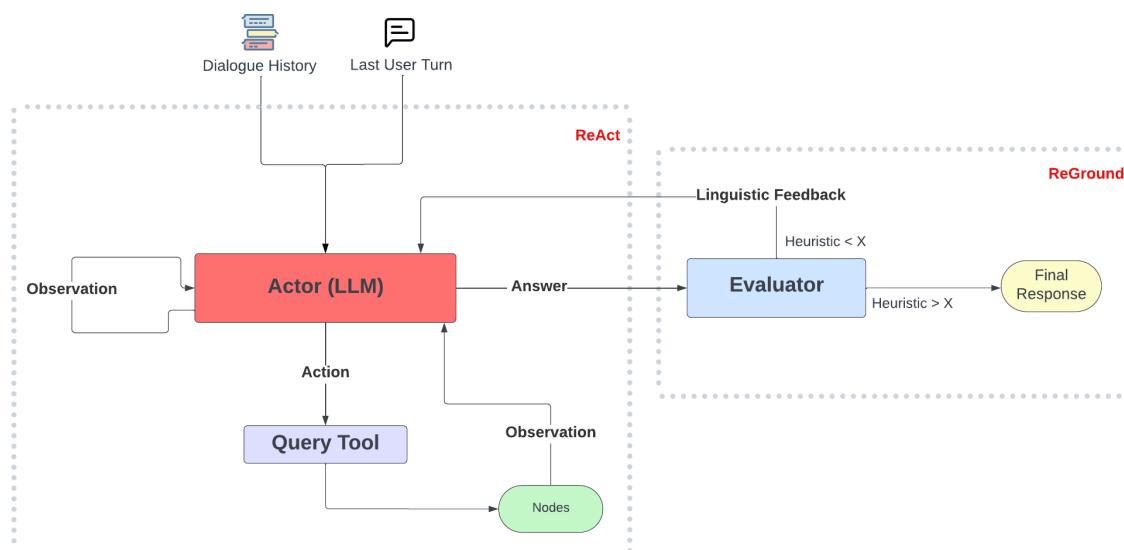 Dialogue History
Last User Turn
ReAct
ReGround
Linguistic Feedback
Heuristic < X
Observation
Actor (LLM)
Answer
Evaluator
Heuristic > X
Final
Response
Action
Query Tool
Observation
Nodes